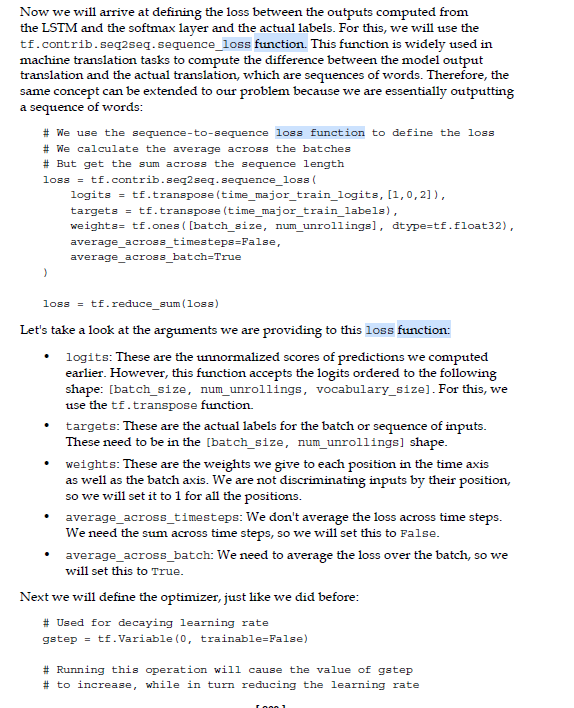 Now we will arrive at defining the loss between the outputs computed from
the LSTM and the softmax layer and the actual labels. For this, we will use the
tf.contrib.seq2seq.sequence_loss function. This function is widely used in
machine translation tasks to compute the difference between the model output
translation and the actual translation, which are sequences of words. Therefore, the
same concept can be extended to our problem because we are essentially outputting
a sequence of words:
# We use the sequence-to-sequence loss function to define the loss
# We calculate the average across the batches
# But get the sum across the sequence length
loss = tf.contrib.seq2seq.sequence_loss(
logits = tf.transpose(time_major_train_logits,[1,0,2]),
targets = tf.transpose(time_major_train_labels),
weights= tf.ones([batch_size, num_unrollings], dtype=tf.float32),
average_across_timesteps=False,
average_across_batch=True
)
loss = tf.reduce_sum(loss)
Let's take a look at the arguments we are providing to this loss function:
• logits: These are the unnormalized scores of predictions we computed
earlier. However, this function accepts the logits ordered to the following
shape: [batch_size, num_unrollings, vocabulary_size]. For this, we
use the tf.transpose function.
• targets: These are the actual labels for the batch or sequence of inputs.
These need to be in the [batch_size, num_unrollings] shape.
• weights: These are the weights we give to each position in the time axis
as well as the batch axis. We are not discriminating inputs by their position,
so we will set it to 1 for all the positions.
• average_across_timesteps: We don't average the loss across time steps.
We need the sum across time steps, so we will set this to False.
• average_across_batch: We need to average the loss over the batch, so we
will set this to True.
Next we will define the optimizer, just like we did before:
# Used for decaying learning rate
gstep = tf.Variable(0, trainable=False)
# Running this operation will cause the value of gstep
# to increase, while in turn reducing the learning rate